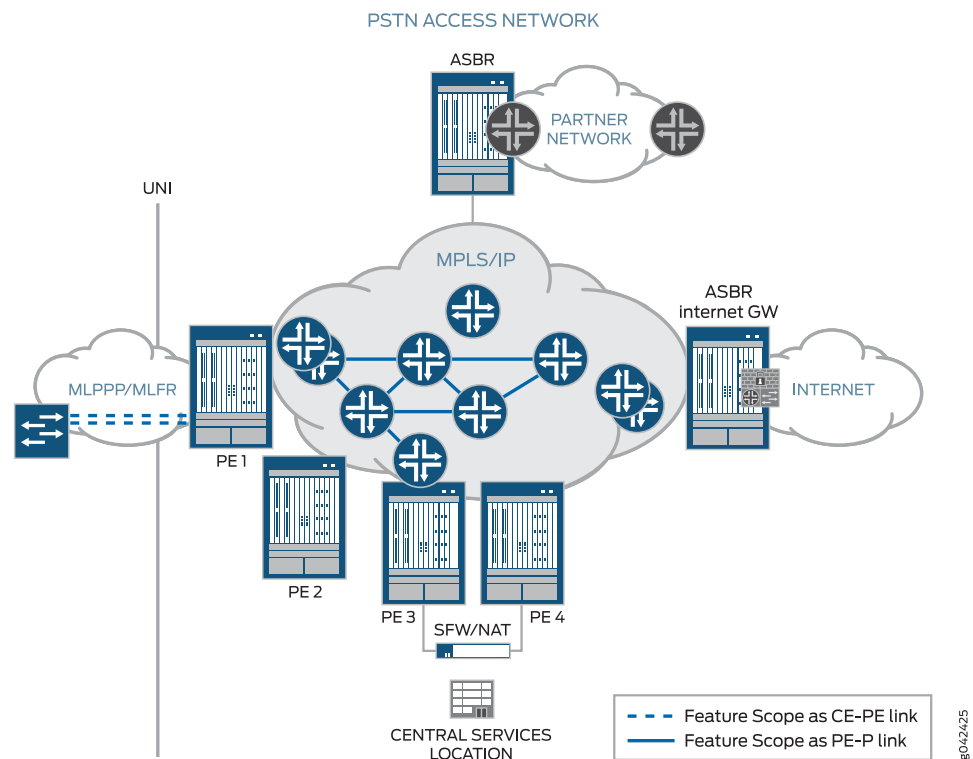 PSTN ACCESS NETWORK
ASBR
PARTNER
NETWORK
UNI
MPLS/IP
ASBR
internet GW
MLPPP/MLFR
INTERNET
PE 1
PE 2
PE 3
PE 4
SFW/NAT
CENTRAL SERVICES
LOCATION
Feature Scope as CE-PE link
Feature Scope as PE-P link
g042425